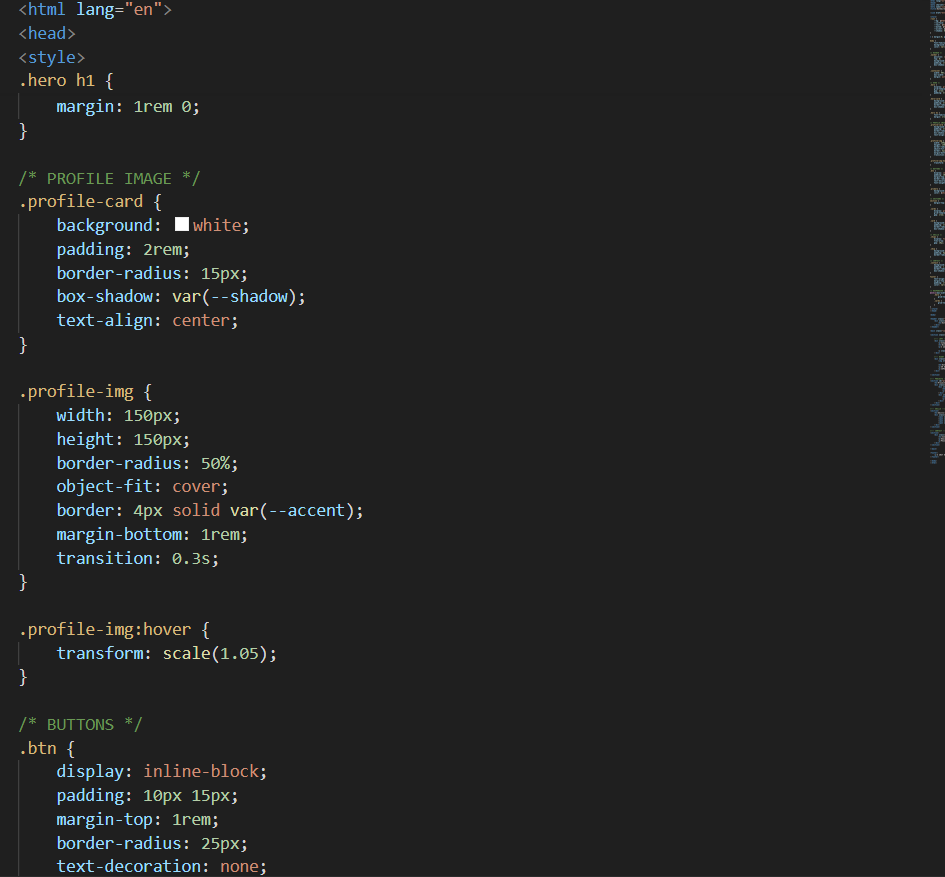 <html lang="en">
<head>
<style>
.hero h1 {
    margin: 1rem 0;
}

/* PROFILE IMAGE */
.profile-card {
    background: white;
    padding: 2rem;
    border-radius: 15px;
    box-shadow: var(--shadow);
    text-align: center;
}

.profile-img {
    width: 150px;
    height: 150px;
    border-radius: 50%;
    object-fit: cover;
    border: 4px solid var(--accent);
    margin-bottom: 1rem;
    transition: 0.3s;
}

.profile-img:hover {
    transform: scale(1.05);
}

/* BUTTONS */
.btn {
    display: inline-block;
    padding: 10px 15px;
    margin-top: 1rem;
    border-radius: 25px;
    text-decoration: none;